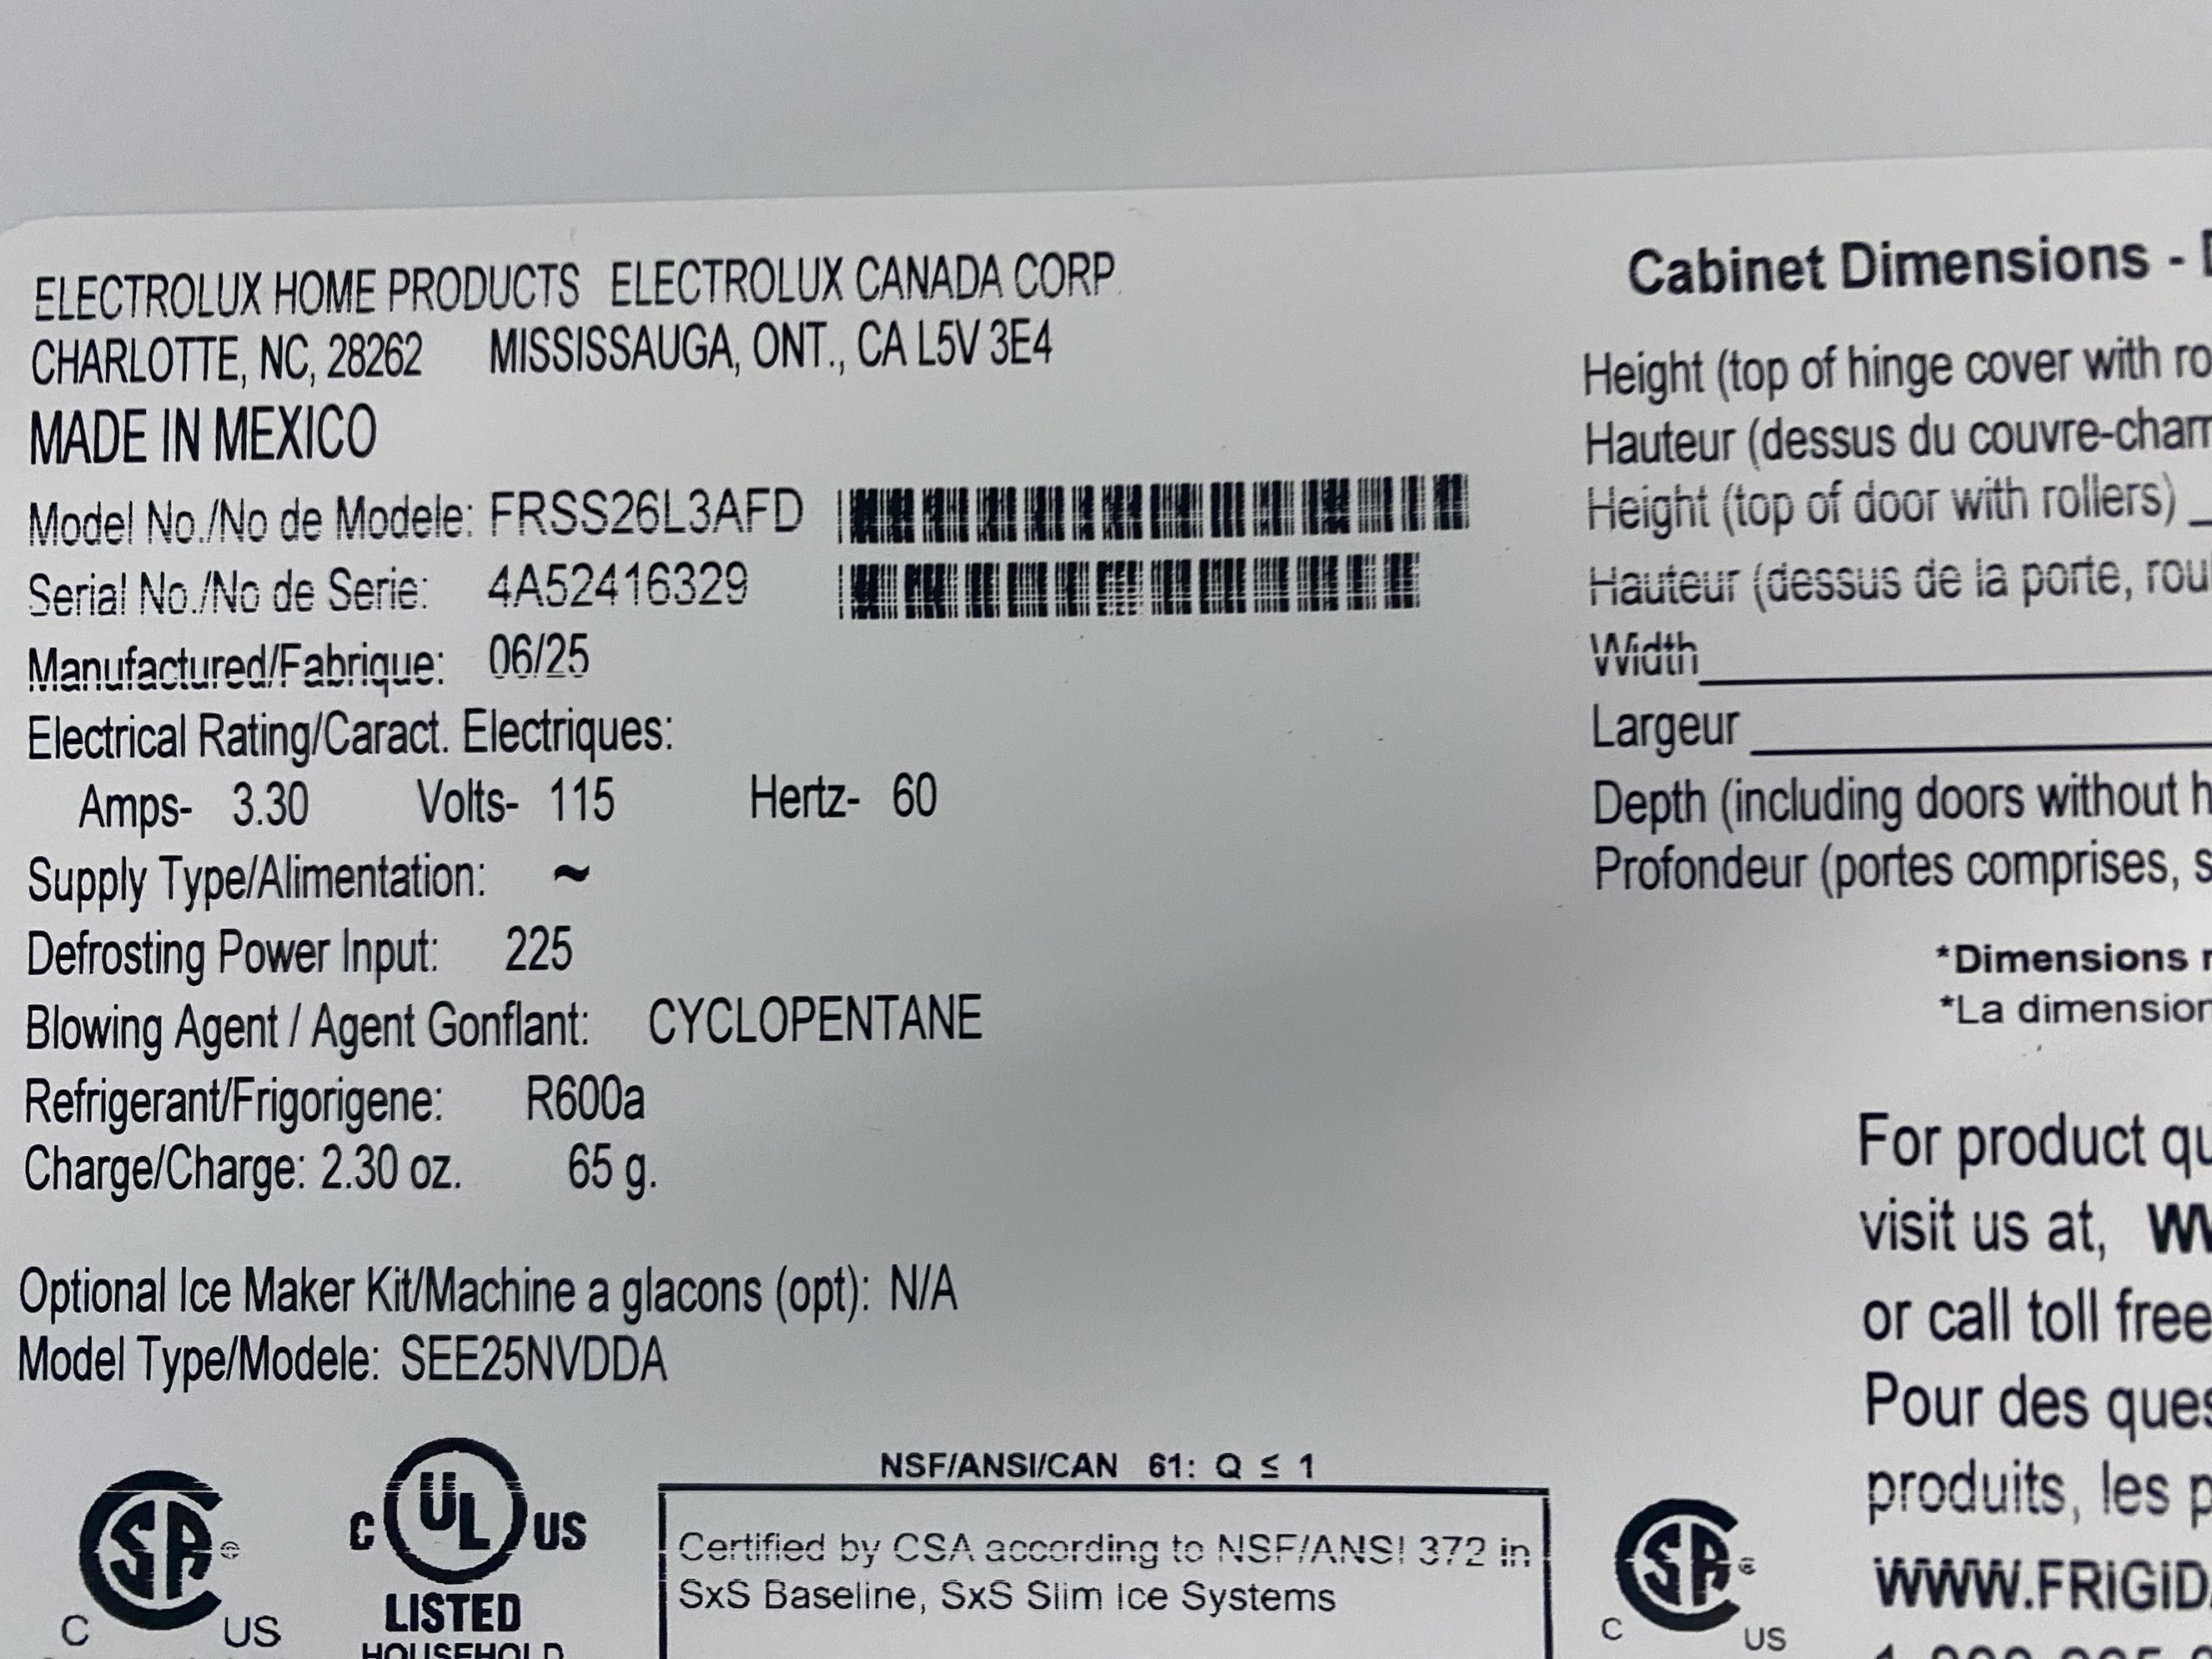 ELECTROLUX HOME PRODUCTS ELECTROLUX CANADA CORP.
CHARLOTTE, NC, 28262 MISSISSAUGA, ONT., CA L5V 3E4
MADE IN MEXICO
Model No./No de Modele: FRSS26L3AFD
Serial No./No de Serie: 4A52416329
Manufactured/Fabrique: 06/25
Electrical Rating/Caract. Electriques:
Amps- 3.30 Volts- 115 Hertz- 60
Supply Type/Alimentation: ~
Defrosting Power Input: 225
Blowing Agent / Agent Gonflant: CYCLOPENTANE
Refrigerant/Frigorigene: R600a
Charge/Charge: 2.30 oz. 65 g.
Optional Ice Maker Kit/Machine a glacons (opt): N/A
Model Type/Modele: SEE25NVDDA
CSA ®
C US
C UL US
LISTED
HOUSEHOLD
NSF/ANSI/CAN 61: Q ≤ 1
Certified by CSA according to NSF/ANSI 372 in
SxS Baseline, SxS Slim Ice Systems
CSA ®
C US
Cabinet Dimensions -
Height (top of hinge cover with
Hauteur (dessus du
Height (top of door with rollers)
Hauteur (dessus de la porte,
Width
Largeur
Depth (including doors without
Profondeur (portes comprises,
*Dimensions
*La
For product
visit us at,
or call toll free
Pour des
produits, les